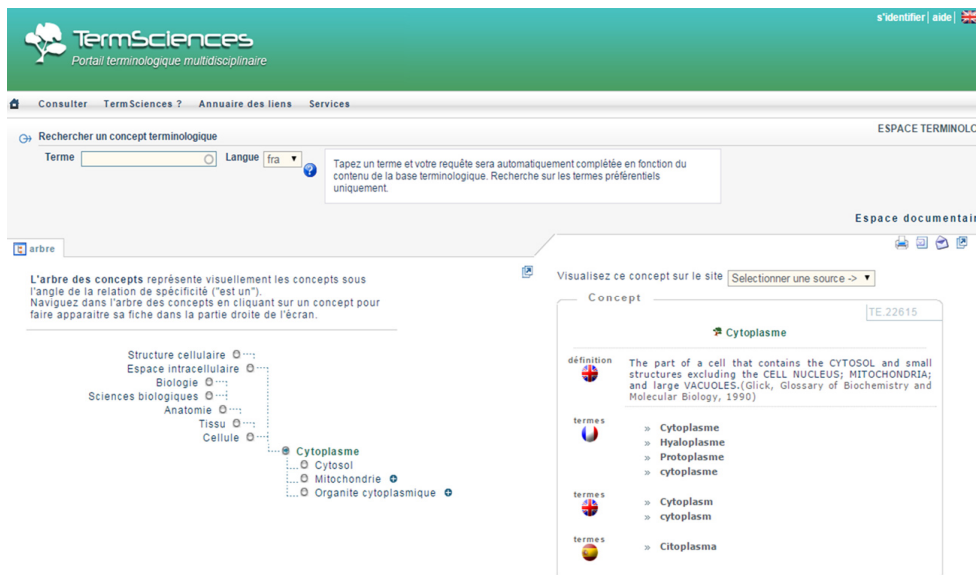 s'identifier| aide|
TermSciences
Portail terminologique multidisciplinaire
Consulter TermSciences ? Annuaire des liens Services
ESPACE TERMINOLO
Rechercher un concept terminologique
Terme Langue fra
Tapez un terme et votre requête sera automatiquement complétée en fonction du
contenu de la base terminologique. Recherche sur les termes préférentiels
uniquement.
Espace documentair
arbre
L'arbre des concepts représente visuellement les concepts sous
l'angle de la relation de spécificité ("est un").
Naviguez dans l'arbre des concepts en cliquant sur un concept pour
faire apparaitre sa fiche dans la partie droite de l'écran.
Structure cellulaire
Espace intracellulaire
Biologie
Sciences biologiques
Anatomie
Tissu
Cellule
Cytoplasme
Cytosol
Mitochondrie
Organite cytoplasmique
Visualisez ce concept sur le site Selectionner une source ->
Concept
TE.22615
Cytoplasme
définition
The part of a cell that contains the CYTOSOL and small
structures excluding the CELL NUCLEUS; MITOCHONDRIA;
and large VACUOLES.(Glick, Glossary of Biochemistry and
Molecular Biology, 1990)
termes
» Cytoplasme
» Hyaloplasme
» Protoplasme
» cytoplasme
termes
» Cytoplasm
» cytoplasm
termes
» Citoplasma